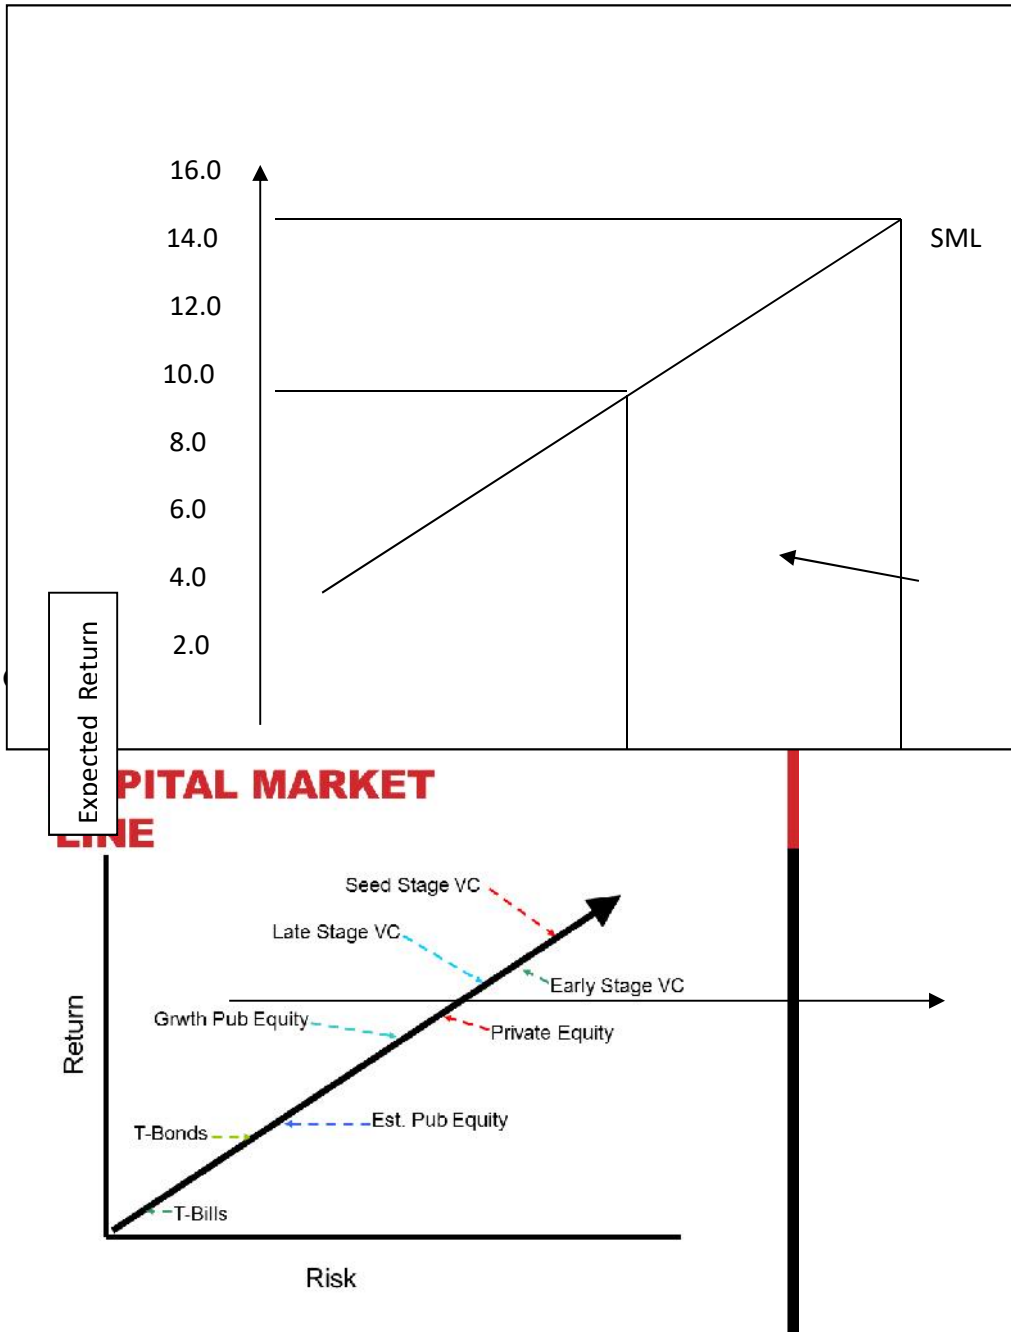 16.0
14.0
SML
12.0
10.0
8.0
6.0
4.0
2.0
Expected Return
PITAL MARKET
LINE
Seed Stage VC
Late Stage VC
Early Stage VC
Grwth Pub Equity
Private Equity
Est. Pub Equity
T-Bonds
T-Bills
Return
Risk